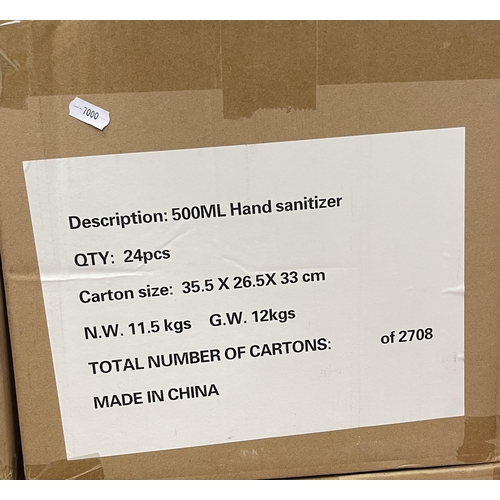 7000
Description: 500ML Hand sanitizer
QTY: 24pcs
Carton size: 35.5 X 26.5X 33 cm
N.W. 11.5 kgs G.W. 12kgs
TOTAL NUMBER OF CARTONS: of 2708
MADE IN CHINA